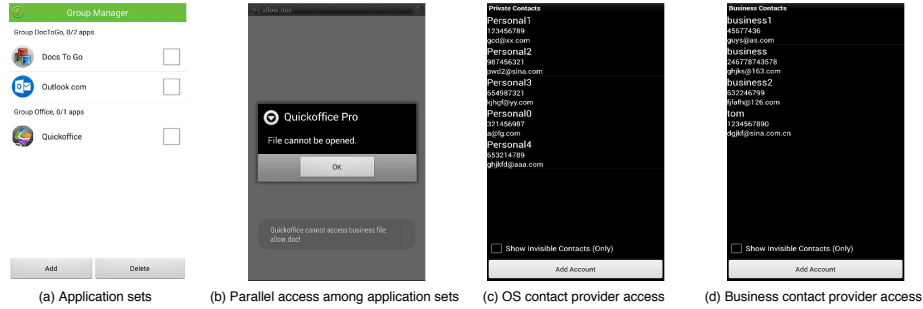 Group Manager
Group DocToGo, 0/2 apps
Docs To Go
Outlook.com
Group Office, 0/1 apps
Quickoffice
Add Delete
(a) Application sets
allow.doc
Quickoffice Pro
File cannot be opened.
OK
Quickoffice cannot access business file:
allow.doc!
(b) Parallel access among application sets
Private Contacts
Personal1
123456789
gcd@xx.com
Personal2
987456321
pwd2@sina.com
Personal3
654987321
kjhgf@yy.com
Personal0
321456987
a@fg.com
Personal4
653214789
ghjkfd@aaa.com
Show Invisible Contacts (Only)
Add Account
(c) OS contact provider access
Business Contacts
business1
45677436
guys@as.com
business
246778743578
ghjks@163.com
business2
632246799
fjfafh@126.com
tom
1234567890
dgjkf@sina.com.cn
Show Invisible Contacts (Only)
Add Account
(d) Business contact provider access